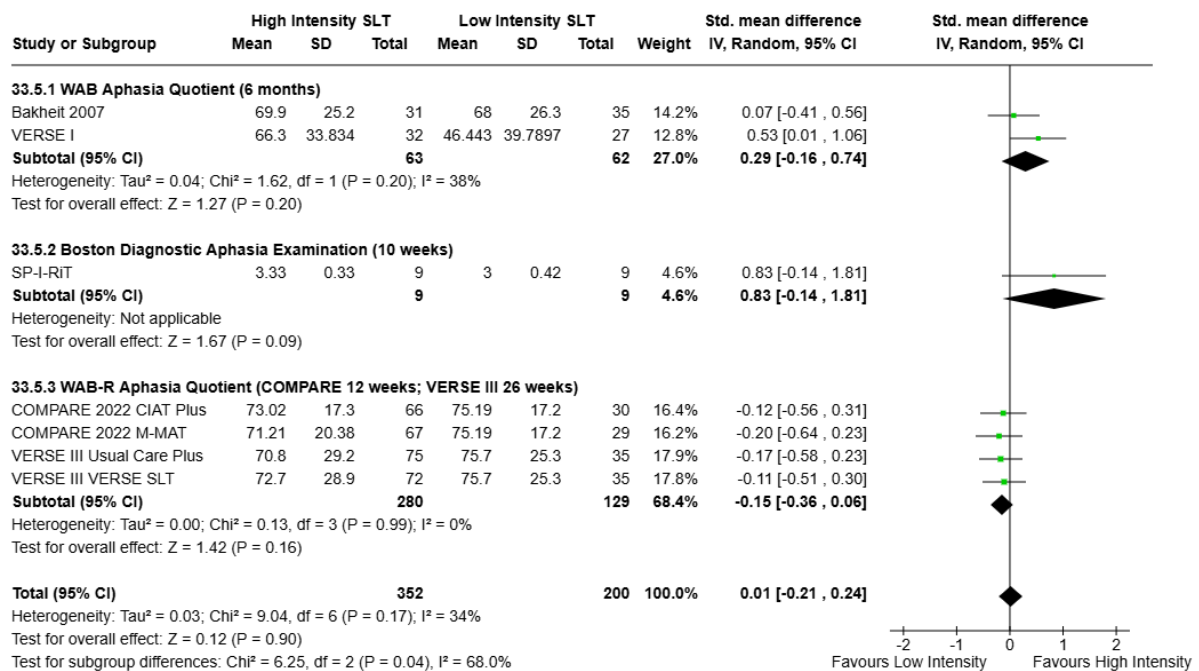 High Intensity SLT Low Intensity SLT Std. mean difference Std. mean difference
Study or Subgroup Mean SD Total Mean SD Total Weight IV, Random, 95% CI IV, Random, 95% CI
33.5.1 WAB Aphasia Quotient (6 months)
Bakheit 2007 69.9 25.2 31 68 26.3 35 14.2% 0.07 [-0.41 , 0.56]
VERSE I 66.3 33.834 32 46.443 39.7897 27 12.8% 0.53 [0.01 , 1.06]
Subtotal (95% CI) 63 62 27.0% 0.29 [-0.16 , 0.74]
Heterogeneity: Tau² = 0.04; Chi² = 1.62, df = 1 (P = 0.20); I² = 38%
Test for overall effect: Z = 1.27 (P = 0.20)
33.5.2 Boston Diagnostic Aphasia Examination (10 weeks)
SP-I-RiT 3.33 0.33 9 3 0.42 9 4.6% 0.83 [-0.14 , 1.81]
Subtotal (95% CI) 9 9 4.6% 0.83 [-0.14 , 1.81]
Heterogeneity: Not applicable
Test for overall effect: Z = 1.67 (P = 0.09)
33.5.3 WAB-R Aphasia Quotient (COMPARE 12 weeks; VERSE III 26 weeks)
COMPARE 2022 CIAT Plus 73.02 17.3 66 75.19 17.2 30 16.4% -0.12 [-0.56 , 0.31]
COMPARE 2022 M-MAT 71.21 20.38 67 75.19 17.2 29 16.2% -0.20 [-0.64 , 0.23]
VERSE III Usual Care Plus 70.8 29.2 75 75.7 25.3 35 17.9% -0.17 [-0.58 , 0.23]
VERSE III VERSE SLT 72.7 28.9 72 75.7 25.3 35 17.8% -0.11 [-0.51 , 0.30]
Subtotal (95% CI) 280 129 68.4% -0.15 [-0.36 , 0.06]
Heterogeneity: Tau² = 0.00; Chi² = 0.13, df = 3 (P = 0.99); I² = 0%
Test for overall effect: Z = 1.42 (P = 0.16)
Total (95% CI) 352 200 100.0% 0.01 [-0.21 , 0.24]
Heterogeneity: Tau² = 0.03; Chi² = 9.04, df = 6 (P = 0.17); I² = 34%
Test for overall effect: Z = 0.12 (P = 0.90)
-2 -1 0 1 2
Test for subgroup differences: Chi² = 6.25, df = 2 (P = 0.04), I² = 68.0%
Favours Low Intensity Favours High Intensity